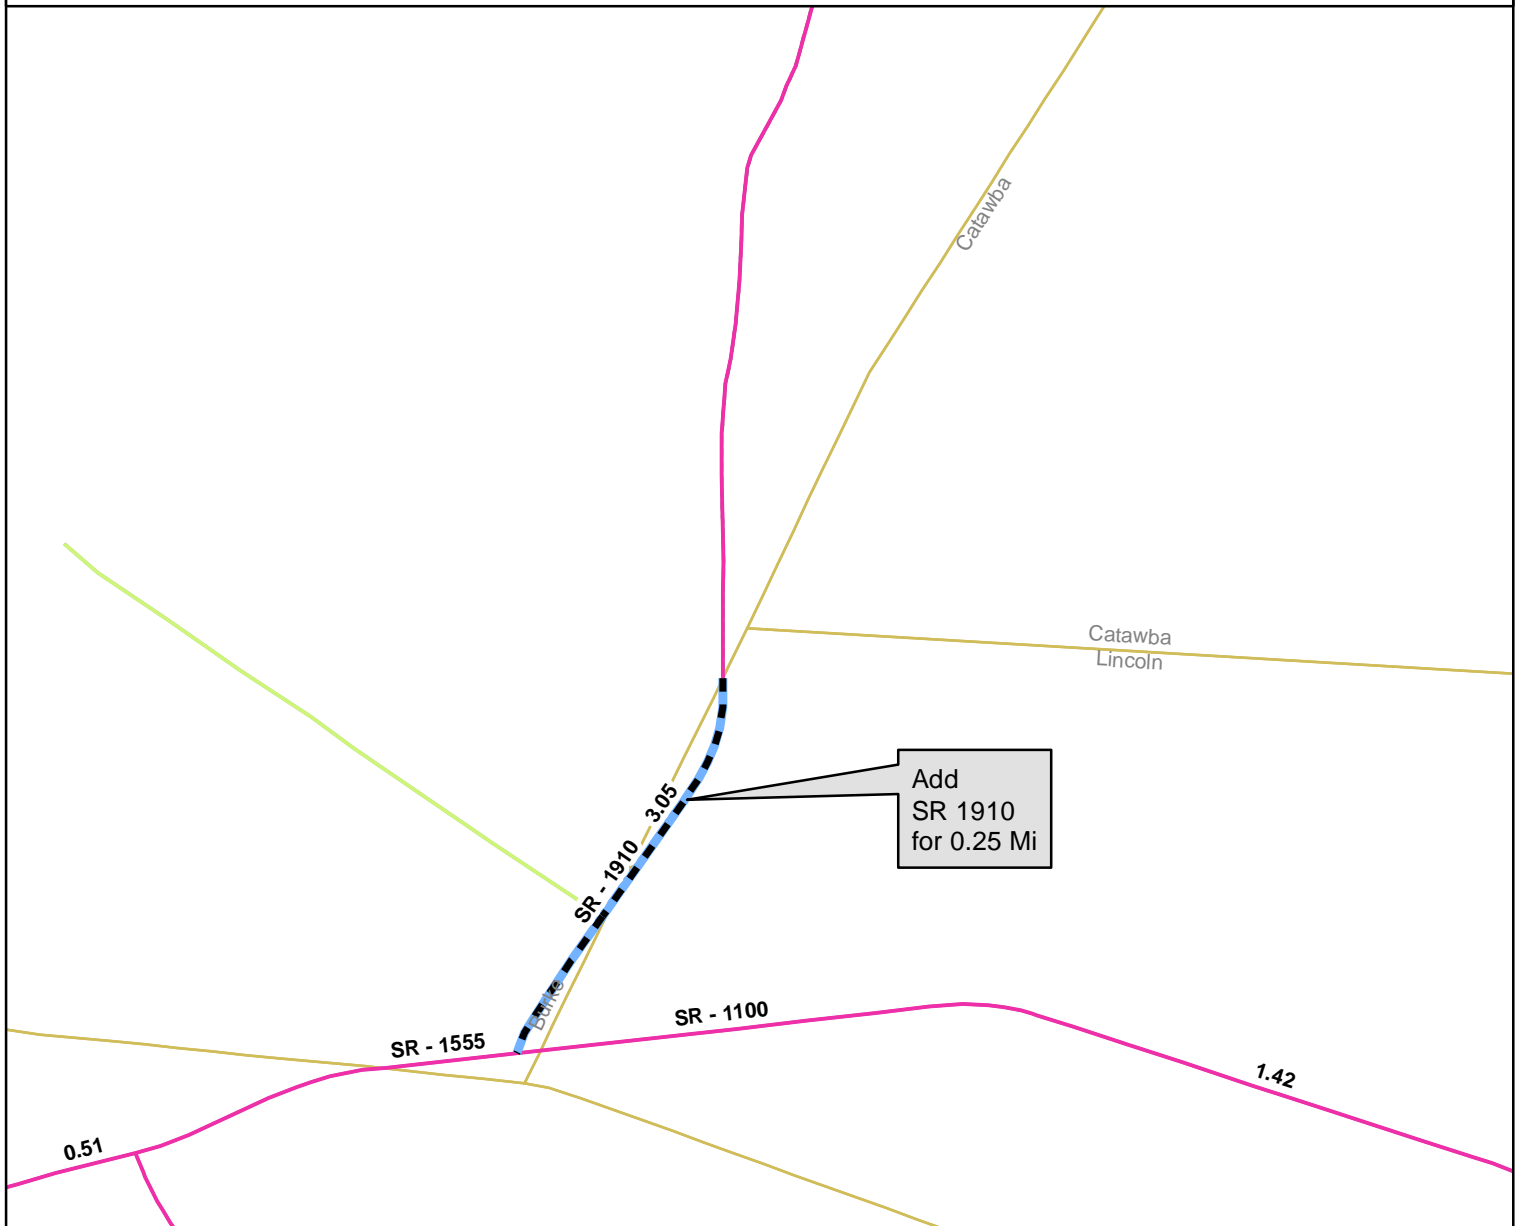 Catawba
Catawba
Lincoln
Add
SR 1910
for 0.25 Mi
3.05
SR - 1910
Burke
SR - 1100
SR - 1555
1.42
0.51